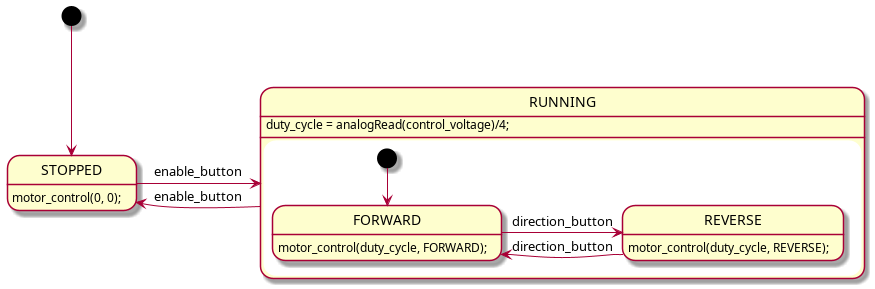 RUNNING
duty_cycle = analogRead(control_voltage)/4;
STOPPED
motor_control(0, 0);
enable_button
enable_button
FORWARD
motor_control(duty_cycle, FORWARD);
direction_button
direction_button
REVERSE
motor_control(duty_cycle, REVERSE);